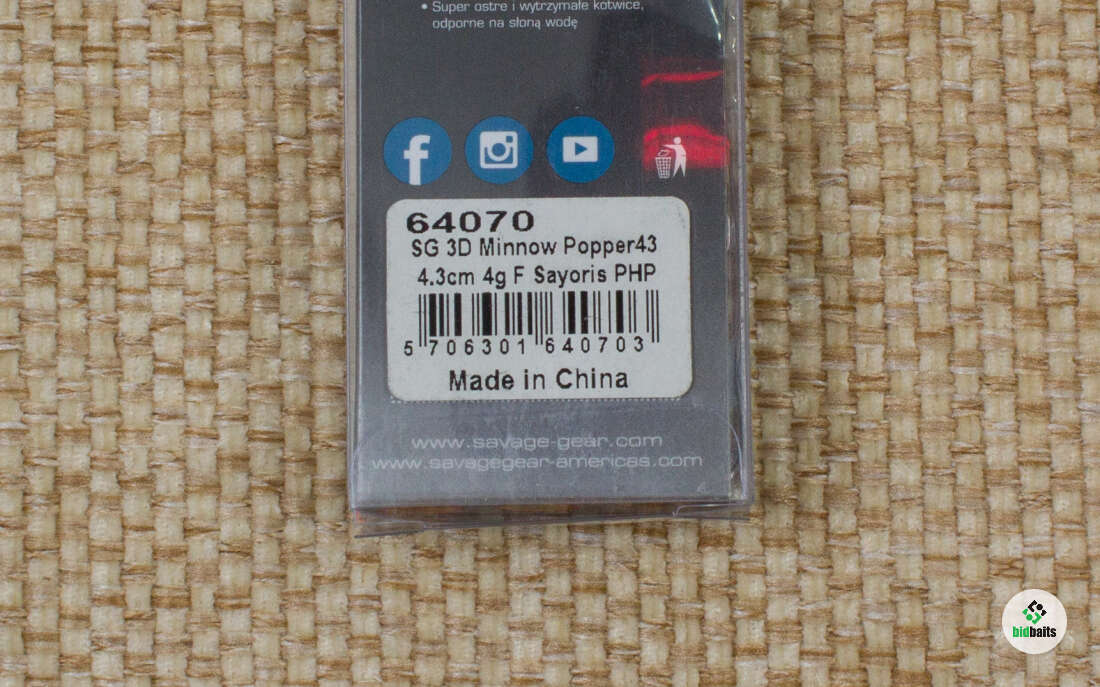 • Super ostre i wytrzymałe kotwice,
odporne na słoną wodę
64070
SG 3D Minnow Popper43
4.3cm 4g F Sayoris PHP
5 706301 640703
Made in China
www.savage-gear.com
www.savagegear-americas.com
bidbaits